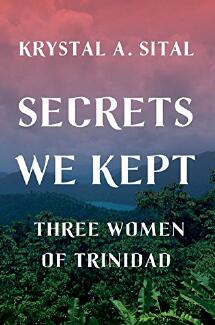 KRYSTAL A. SITAL
SECRETS
WE KEPT
THREE WOMEN
OF TRINIDAD